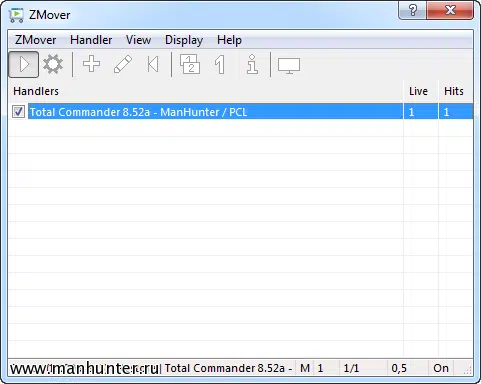 ZMover
ZMover Handler View Display Help
Handlers Live Hits
Total Commander 8.52a - ManHunter / PCL 1 1
www.manhunter.ru Total Commander 8.52a - M 1 1/1 0,5 On